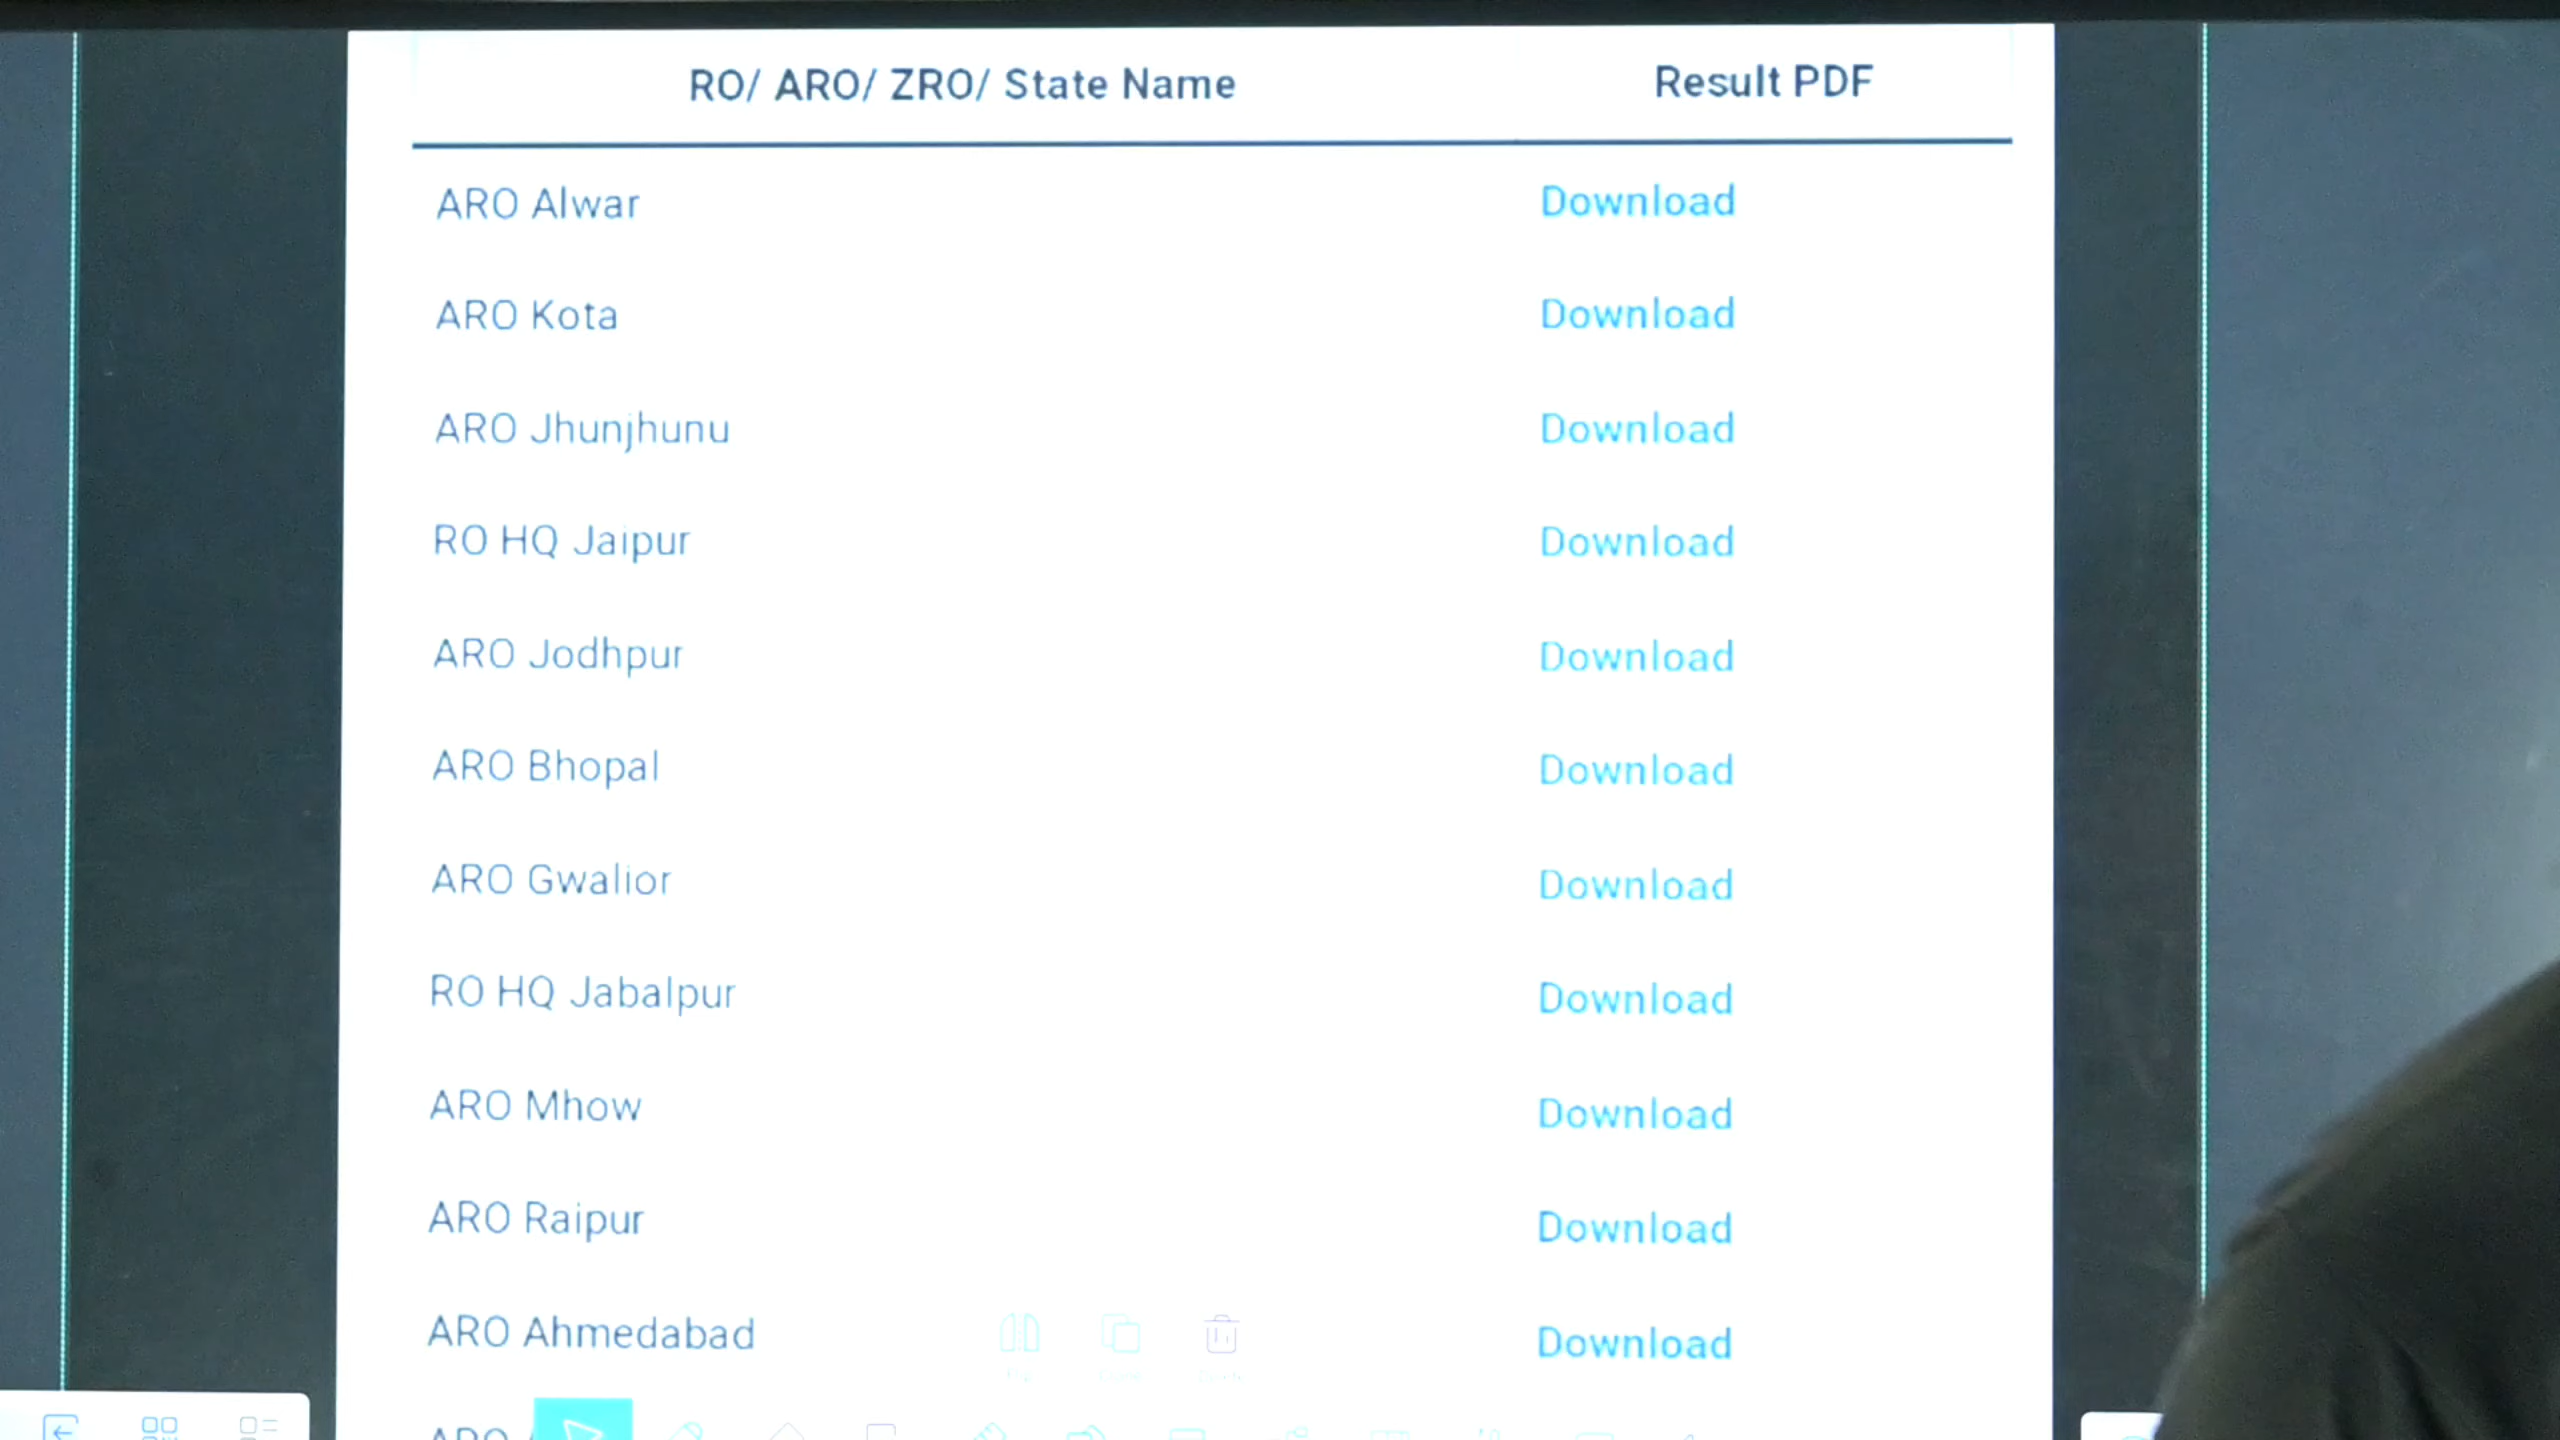 RO/ ARO/ ZRO/ State Name Result PDF
ARO Alwar Download
ARO Kota Download
ARO Jhunjhunu Download
RO HQ Jaipur Download
ARO Jodhpur Download
ARO Bhopal Download
ARO Gwalior Download
RO HQ Jabalpur Download
ARO Mhow Download
ARO Raipur Download
ARO Ahmedabad Download
ARO